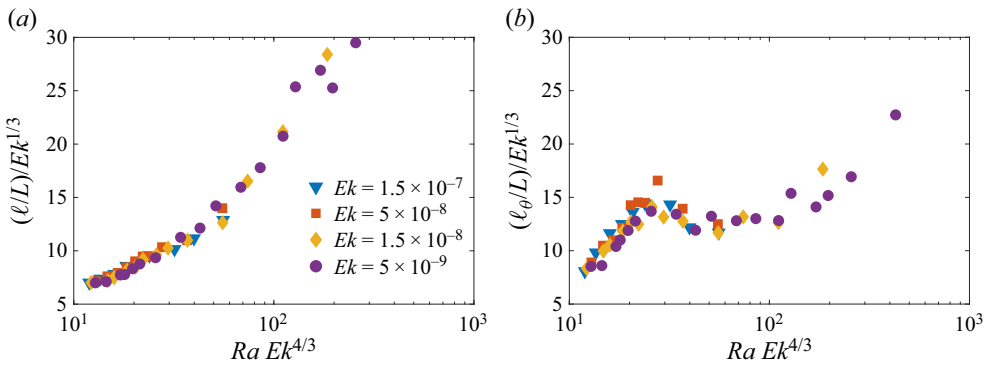 (a)
(b)
30
25
20
15
10
5
(ℓ/L)/Ek^{1/3}
Ek = 1.5 × 10^{−7}
Ek = 5 × 10^{−8}
Ek = 1.5 × 10^{−8}
Ek = 5 × 10^{−9}
10^1
10^2
10^3
Ra Ek^{4/3}
30
25
20
15
10
5
(ℓ_θ/L)/Ek^{1/3}
10^1
10^2
10^3
Ra Ek^{4/3}